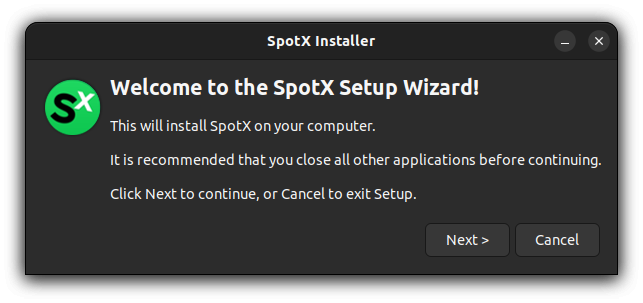 SpotX Installer
SX
Welcome to the SpotX Setup Wizard!
This will install SpotX on your computer.
It is recommended that you close all other applications before continuing.
Click Next to continue, or Cancel to exit Setup.
Next >
Cancel